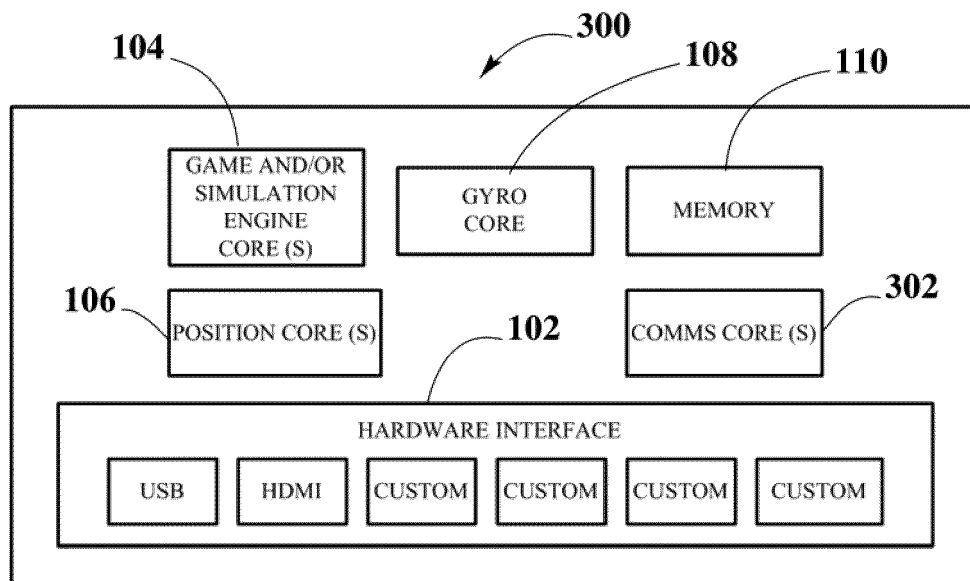 300
104
108
110
GAME AND/OR
SIMULATION
ENGINE
CORE (S)
GYRO
CORE
MEMORY
106
302
POSITION CORE (S)
COMMS CORE (S)
102
HARDWARE INTERFACE
USB
HDMI
CUSTOM
CUSTOM
CUSTOM
CUSTOM